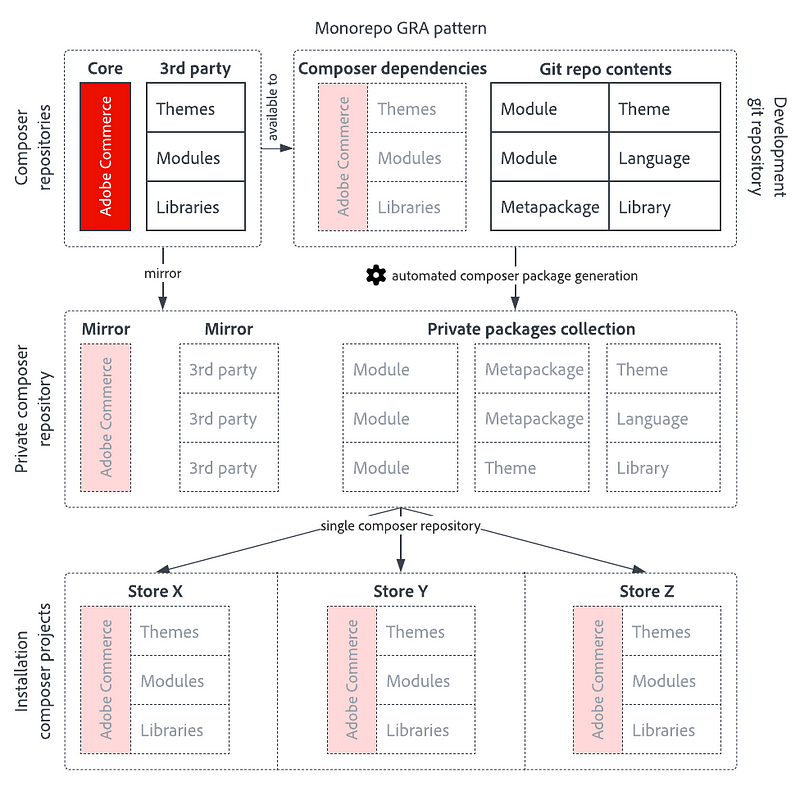 Monorepo GRA pattern
Composer repositories
Core
3rd party
Adobe Commerce
Themes
Modules
Libraries
available to
Composer dependencies
Git repo contents
Adobe Commerce
Themes
Modules
Libraries
Module
Theme
Module
Language
Metapackage
Library
Development git repository
mirror
automated composer package generation
Private composer repository
Mirror
Mirror
Private packages collection
Adobe Commerce
3rd party
3rd party
3rd party
Module
Metapackage
Theme
Module
Metapackage
Language
Module
Theme
Library
single composer repository
Installation composer projects
Store X
Store Y
Store Z
Adobe Commerce
Themes
Modules
Libraries
Adobe Commerce
Themes
Modules
Libraries
Adobe Commerce
Themes
Modules
Libraries